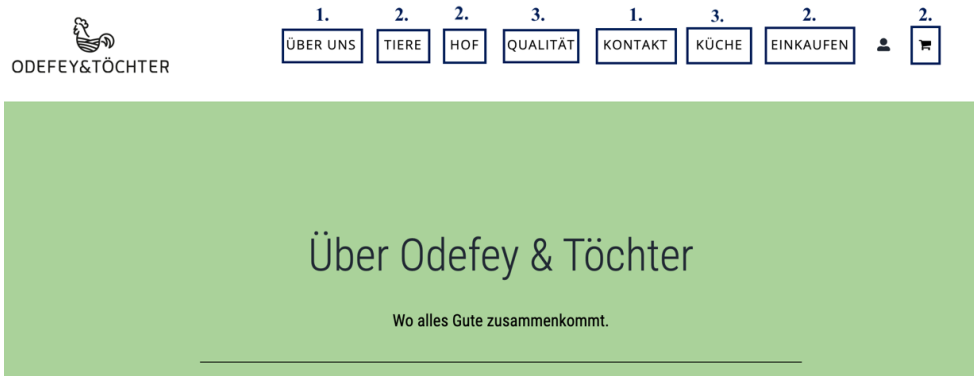 1. 2. 2. 3. 1. 3. 2. 2.
ÜBER UNS TIERE HOF QUALITÄT KONTAKT KÜCHE EINKAUFEN
ODEFEY&TÖCHTER
Über Odefey & Töchter
Wo alles Gute zusammenkommt.